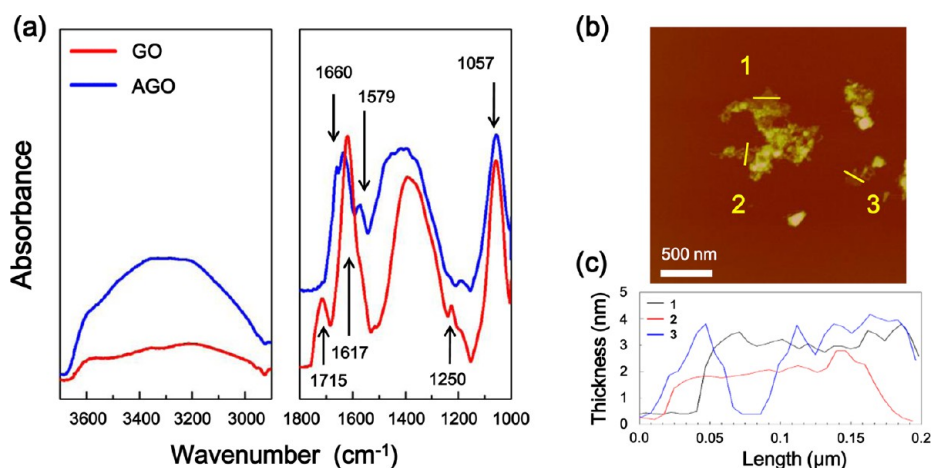 (a)
GO
AGO
1660
1579
1057
1715
1617
1250
Absorbance
3600 3400 3200 3000 1800 1600 1400 1200 1000
Wavenumber (cm-1)
(b)
1
2
3
500 nm
(c)
1
2
3
5
4
3
2
1
0
Thickness (nm)
0.0 0.05 0.1 0.15 0.2
Length (μm)